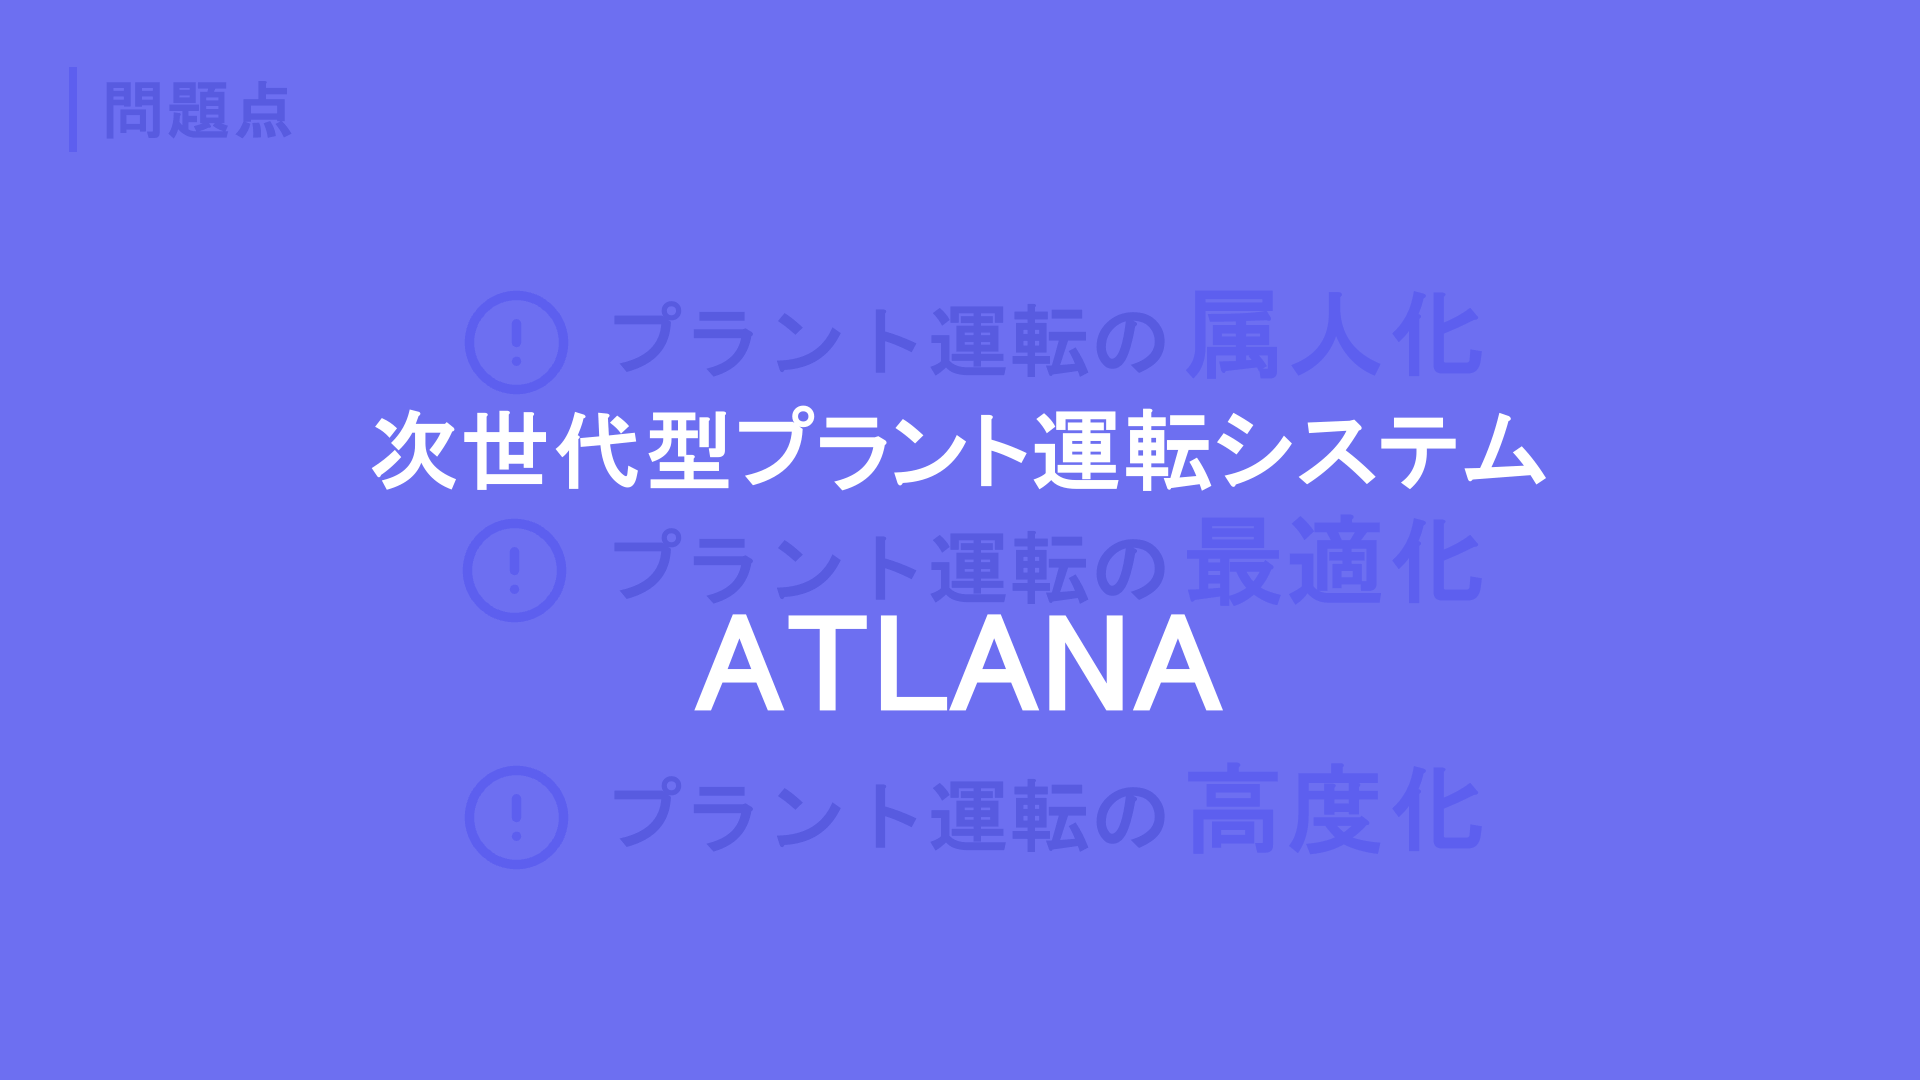 問題点
プラント運転の属人化
次世代型プラント運転システム
プラント運転の最適化
ATLANA
プラント運転の高度化